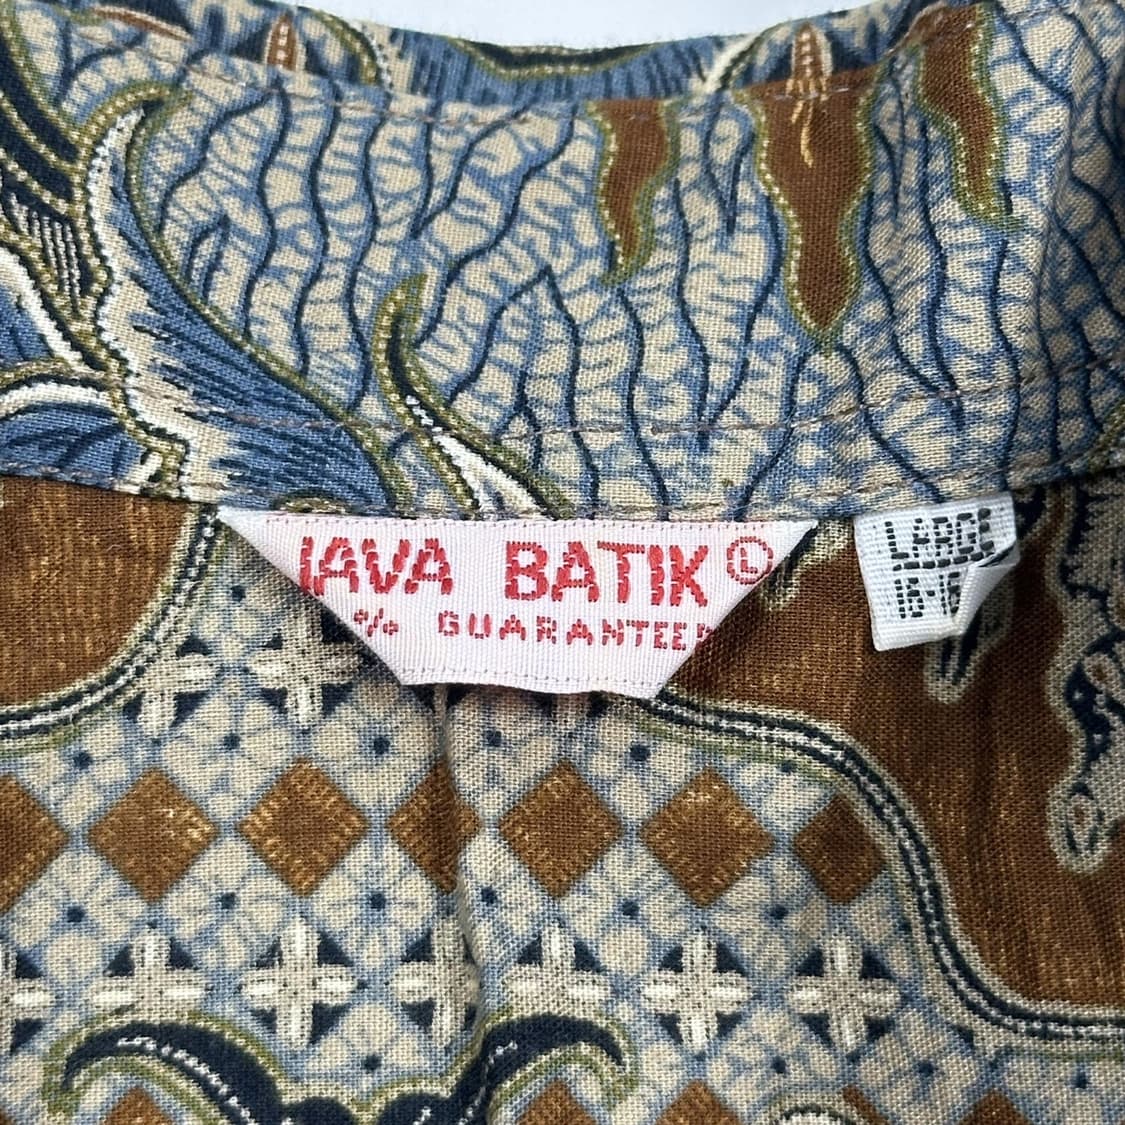 JAVA BATIK Ⓛ
% GUARANTEE
LARGE